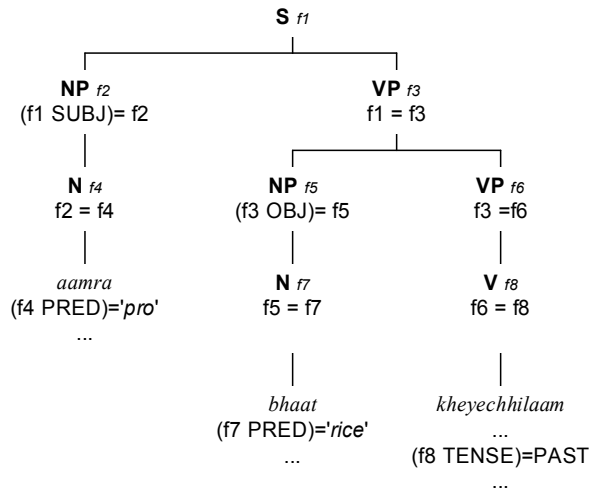 S f1
NP f2 VP f3
(f1 SUBJ)= f2 f1 = f3
N f4 NP f5 VP f6
f2 = f4 (f3 OBJ)= f5 f3 =f6
aamra N f7 V f8
(f4 PRED)='pro' f5 = f7 f6 = f8
...
bhaat kheyechhilaam
(f7 PRED)='rice' ...
... (f8 TENSE)=PAST
...